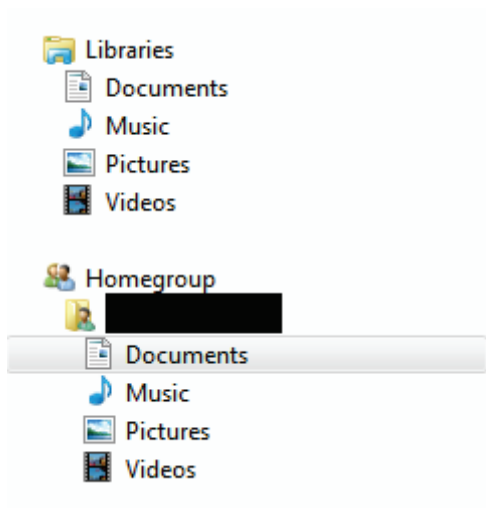 Libraries
Documents
Music
Pictures
Videos
Homegroup
Documents
Music
Pictures
Videos